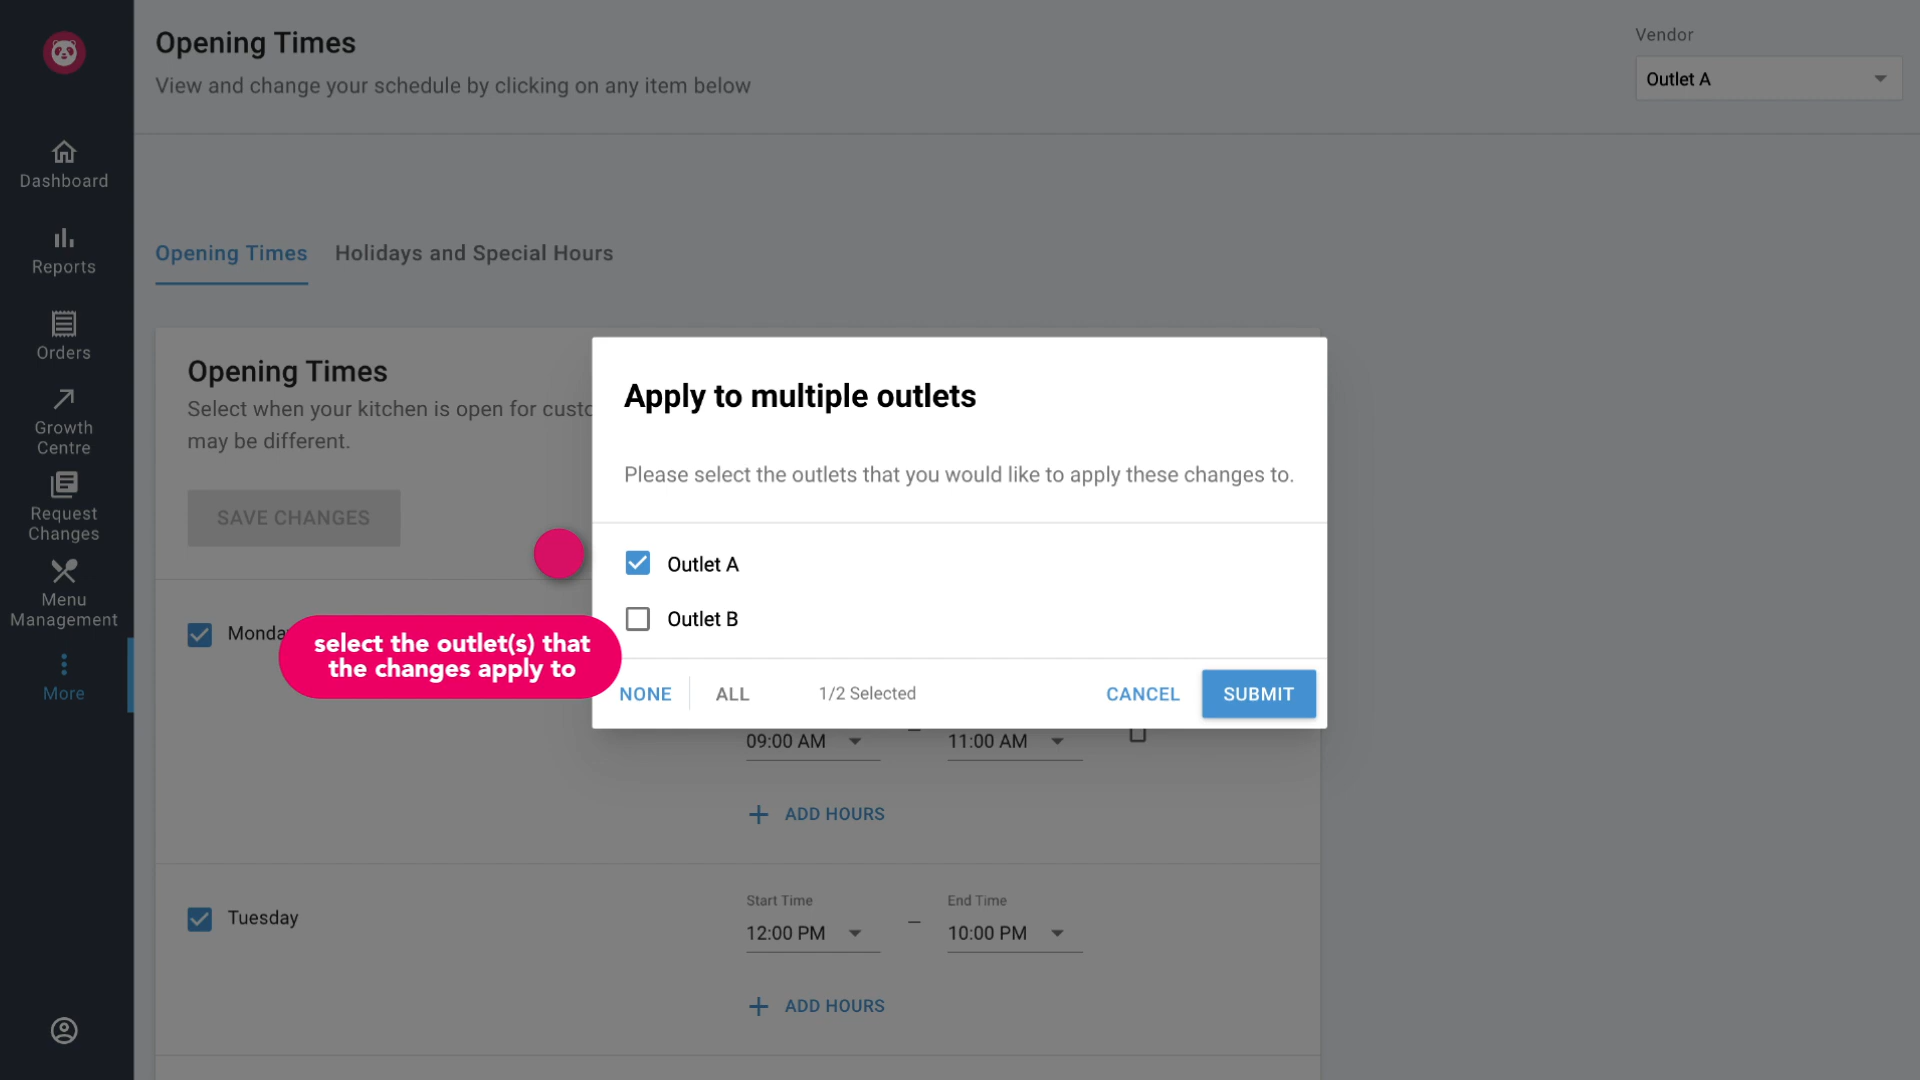 Opening Times
View and change your schedule by clicking on any item below
Vendor
Outlet A
Dashboard
Reports
Orders
Growth
Centre
Request
Changes
Menu
Management
More
Opening Times
Holidays and Special Hours
Opening Times
Select when your kitchen is open for custo
may be different.
SAVE CHANGES
Apply to multiple outlets
Please select the outlets that you would like to apply these changes to.
Outlet A
Outlet B
NONE
ALL
1/2 Selected
CANCEL
SUBMIT
Monda
select the outlet(s) that
the changes apply to
09:00 AM
–
11:00 AM
+ ADD HOURS
Tuesday
Start Time
12:00 PM
–
End Time
10:00 PM
+ ADD HOURS